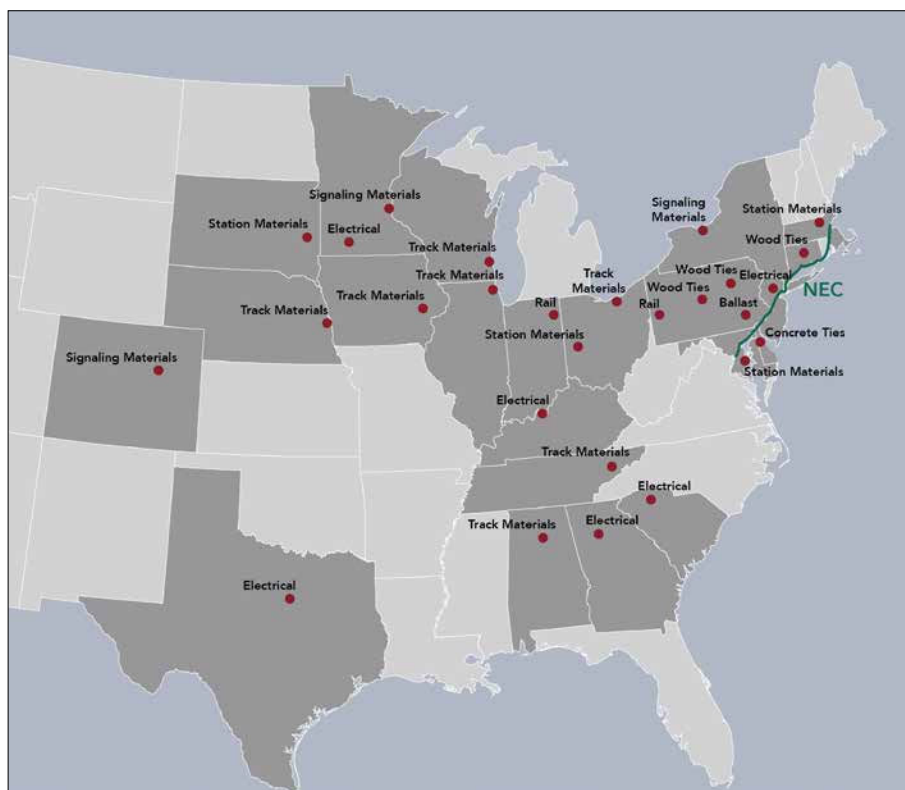 Signaling Materials
Station Materials
Electrical
Signaling
Materials
Station Materials
Track Materials
Wood Ties
Track Materials
Track
Materials
Wood Ties
Electrical
NEC
Track Materials
Track Materials
Rail
Wood Ties
Rail
Ballast
Station Materials
Concrete Ties
Signaling Materials
Station Materials
Electrical
Track Materials
Electrical
Track Materials
Electrical
Electrical